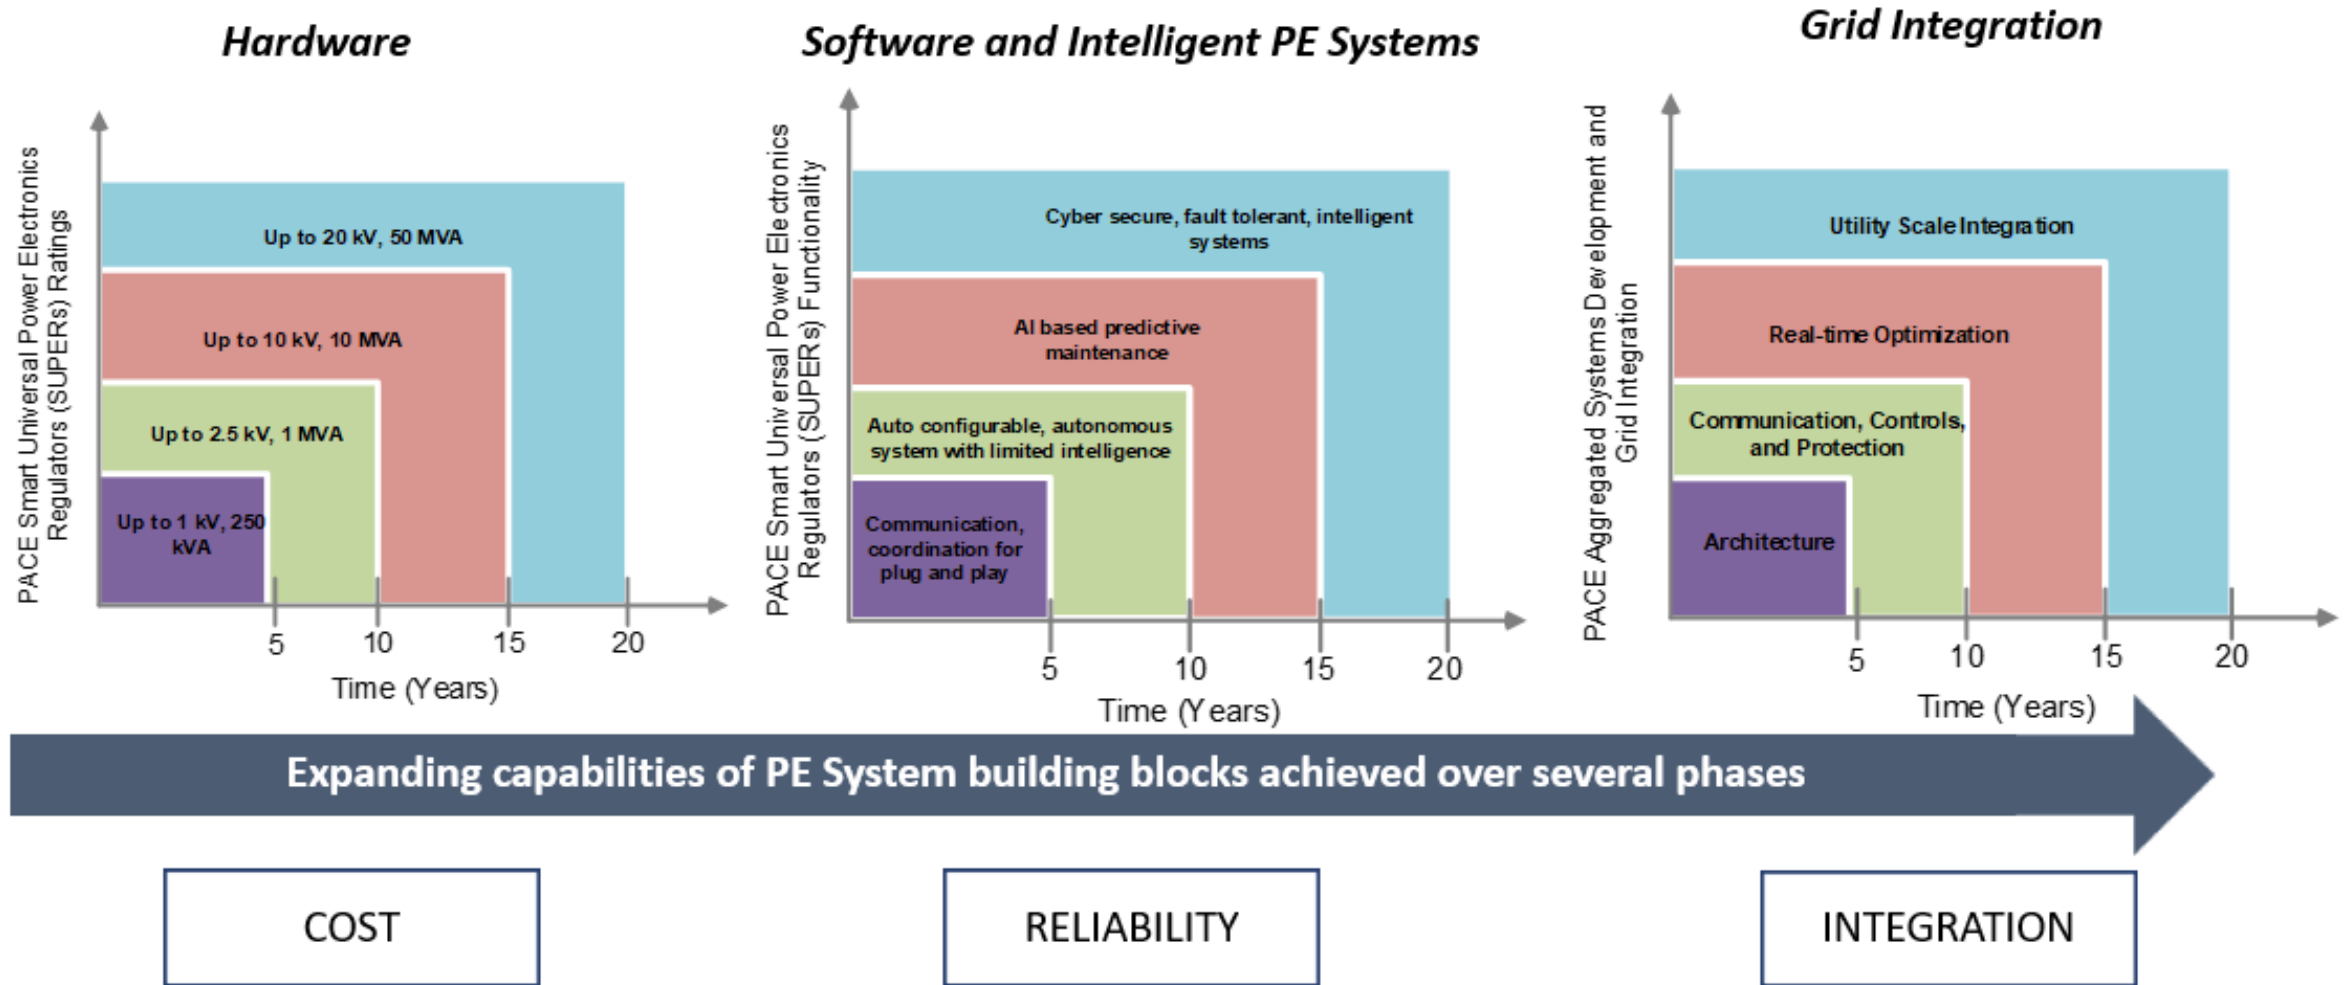 Hardware
PACE Smart Universal Power Electronics
Regulators (SUPERs) Ratings
Up to 20 kV, 50 MVA
Up to 10 kV, 10 MVA
Up to 2.5 kV, 1 MVA
Up to 1 kV, 250
kVA
5 10 15 20
Time (Years)
Software and Intelligent PE Systems
PACE Smart Universal Power Electronics
Regulators (SUPERs) Functionality
Cyber secure, fault tolerant, intelligent
systems
AI based predictive
maintenance
Auto configurable, autonomous
system with limited intelligence
Communication,
coordination for
plug and play
5 10 15 20
Time (Years)
Grid Integration
PACE Aggregated Systems Development and
Grid Integration
Utility Scale Integration
Real-time Optimization
Communication, Controls,
and Protection
Architecture
5 10 15 20
Time (Years)
Expanding capabilities of PE System building blocks achieved over several phases
COST
RELIABILITY
INTEGRATION